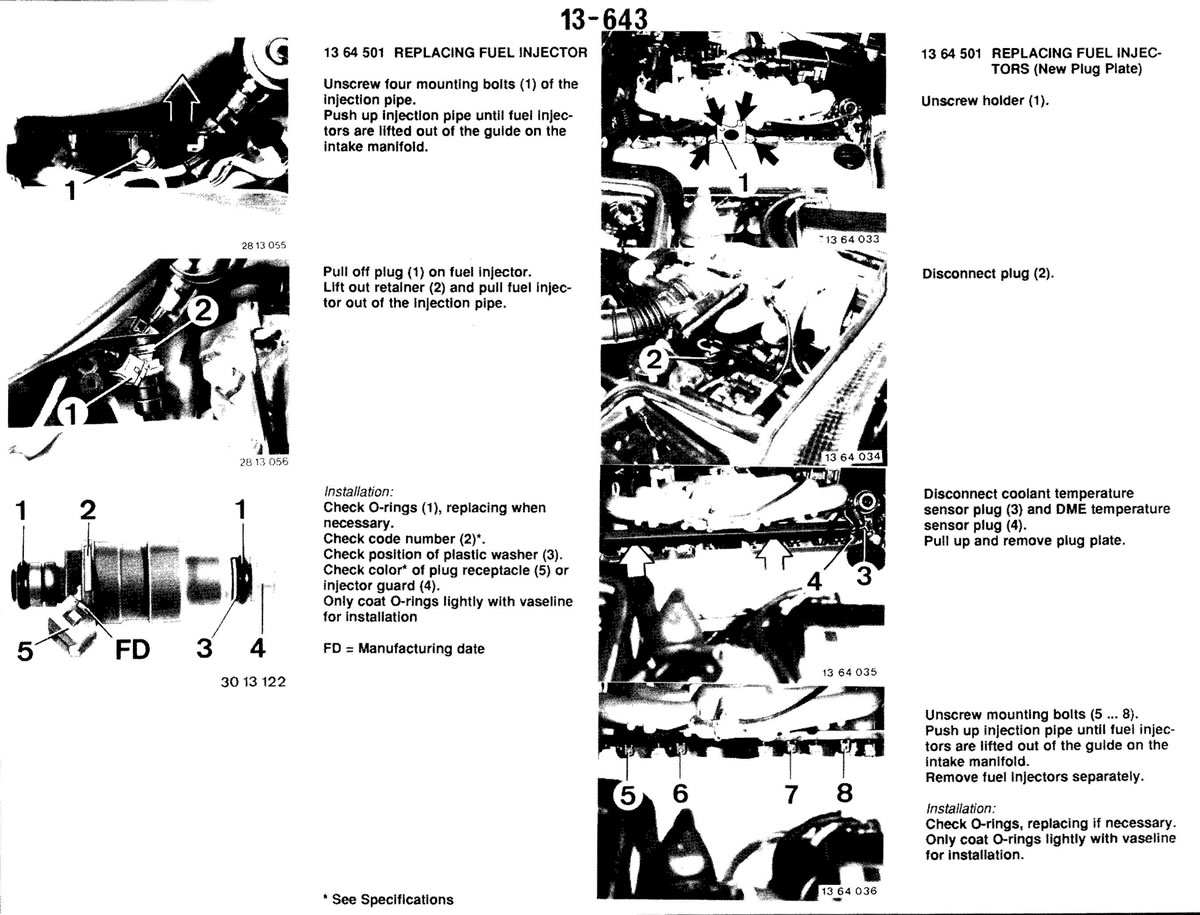 13-643
13 64 501 REPLACING FUEL INJECTOR
Unscrew four mounting bolts (1) of the
injection pipe.
Push up injection pipe until fuel injec-
tors are lifted out of the guide on the
intake manifold.
1
28 13 055
Pull off plug (1) on fuel injector.
Lift out retainer (2) and pull fuel injec-
tor out of the injection pipe.
2
1
28 13 056
Installation:
Check O-rings (1), replacing when
necessary.
Check code number (2)*.
Check position of plastic washer (3).
Check color* of plug receptacle (5) or
injector guard (4).
Only coat O-rings lightly with vaseline
for installation
FD = Manufacturing date
1 2 1
5 FD 3 4
30 13 122
* See Specifications
13 64 501 REPLACING FUEL INJEC-
TORS (New Plug Plate)
Unscrew holder (1).
1
13 64 033
Disconnect plug (2).
2
13 64 034
Disconnect coolant temperature
sensor plug (3) and DME temperature
sensor plug (4).
Pull up and remove plug plate.
4 3
13 64 035
Unscrew mounting bolts (5 ... 8).
Push up injection pipe until fuel injec-
tors are lifted out of the guide on the
intake manifold.
Remove fuel injectors separately.
Installation:
Check O-rings, replacing if necessary.
Only coat O-rings lightly with vaseline
for installation.
5 6 7 8
13 64 036